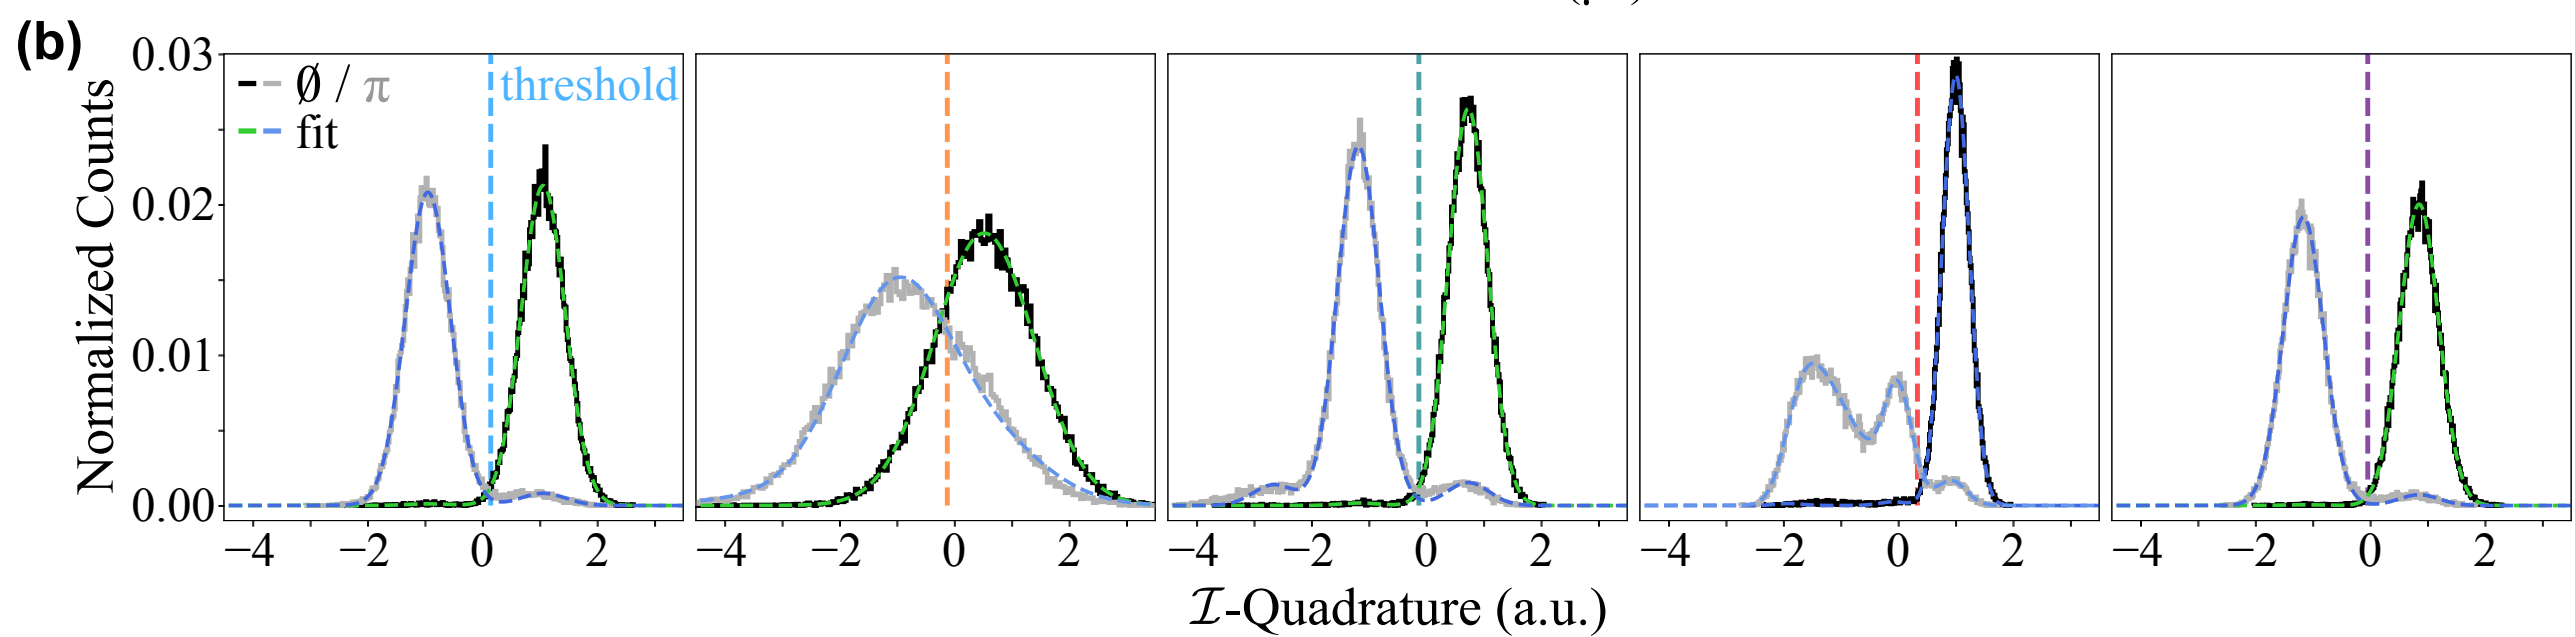 (b)
0.03
0.02
0.01
0.00
Normalized Counts
Ø / π
fit
threshold
−4 −2 0 2
−4 −2 0 2
−4 −2 0 2
−4 −2 0 2
−4 −2 0 2
ℐ-Quadrature (a.u.)